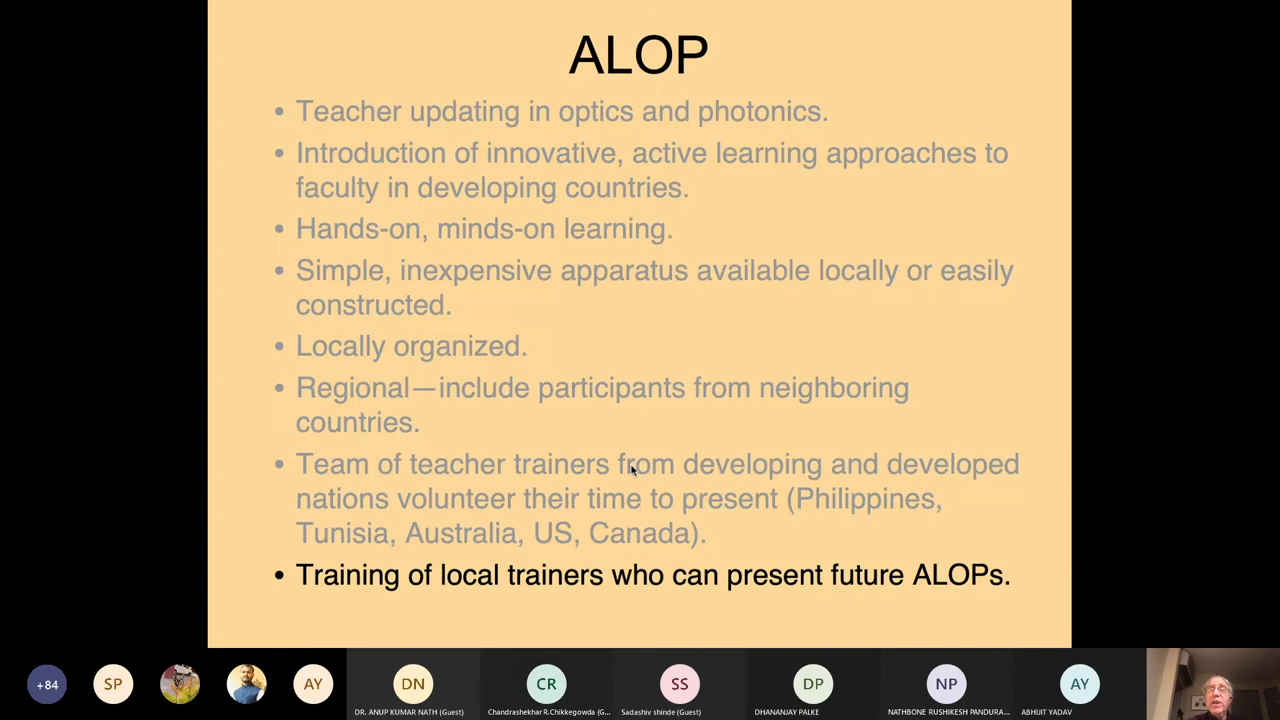 ALOP
• Teacher updating in optics and photonics.
• Introduction of innovative, active learning approaches to
faculty in developing countries.
• Hands-on, minds-on learning.
• Simple, inexpensive apparatus available locally or easily
constructed.
• Locally organized.
• Regional—include participants from neighboring
countries.
• Team of teacher trainers from developing and developed
nations volunteer their time to present (Philippines,
Tunisia, Australia, US, Canada).
• Training of local trainers who can present future ALOPs.
+84
SP
AY
DN
CR
SS
DP
NP
AY
DR. ANUP KUMAR NATH (Guest)
Chandrashekhar R.Chikkegowda (G...
Sadashiv shinde (Guest)
DHANANJAY PALKE
NATHBONE RUSHIKESH PANDURA...
ABHIJIT YADAV